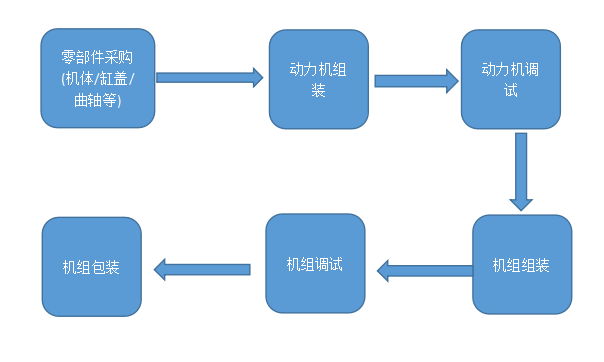 零部件采购
(机体/缸盖/
曲轴等)
动力机组
装
动力机调
试
机组组装
机组调试
机组包装